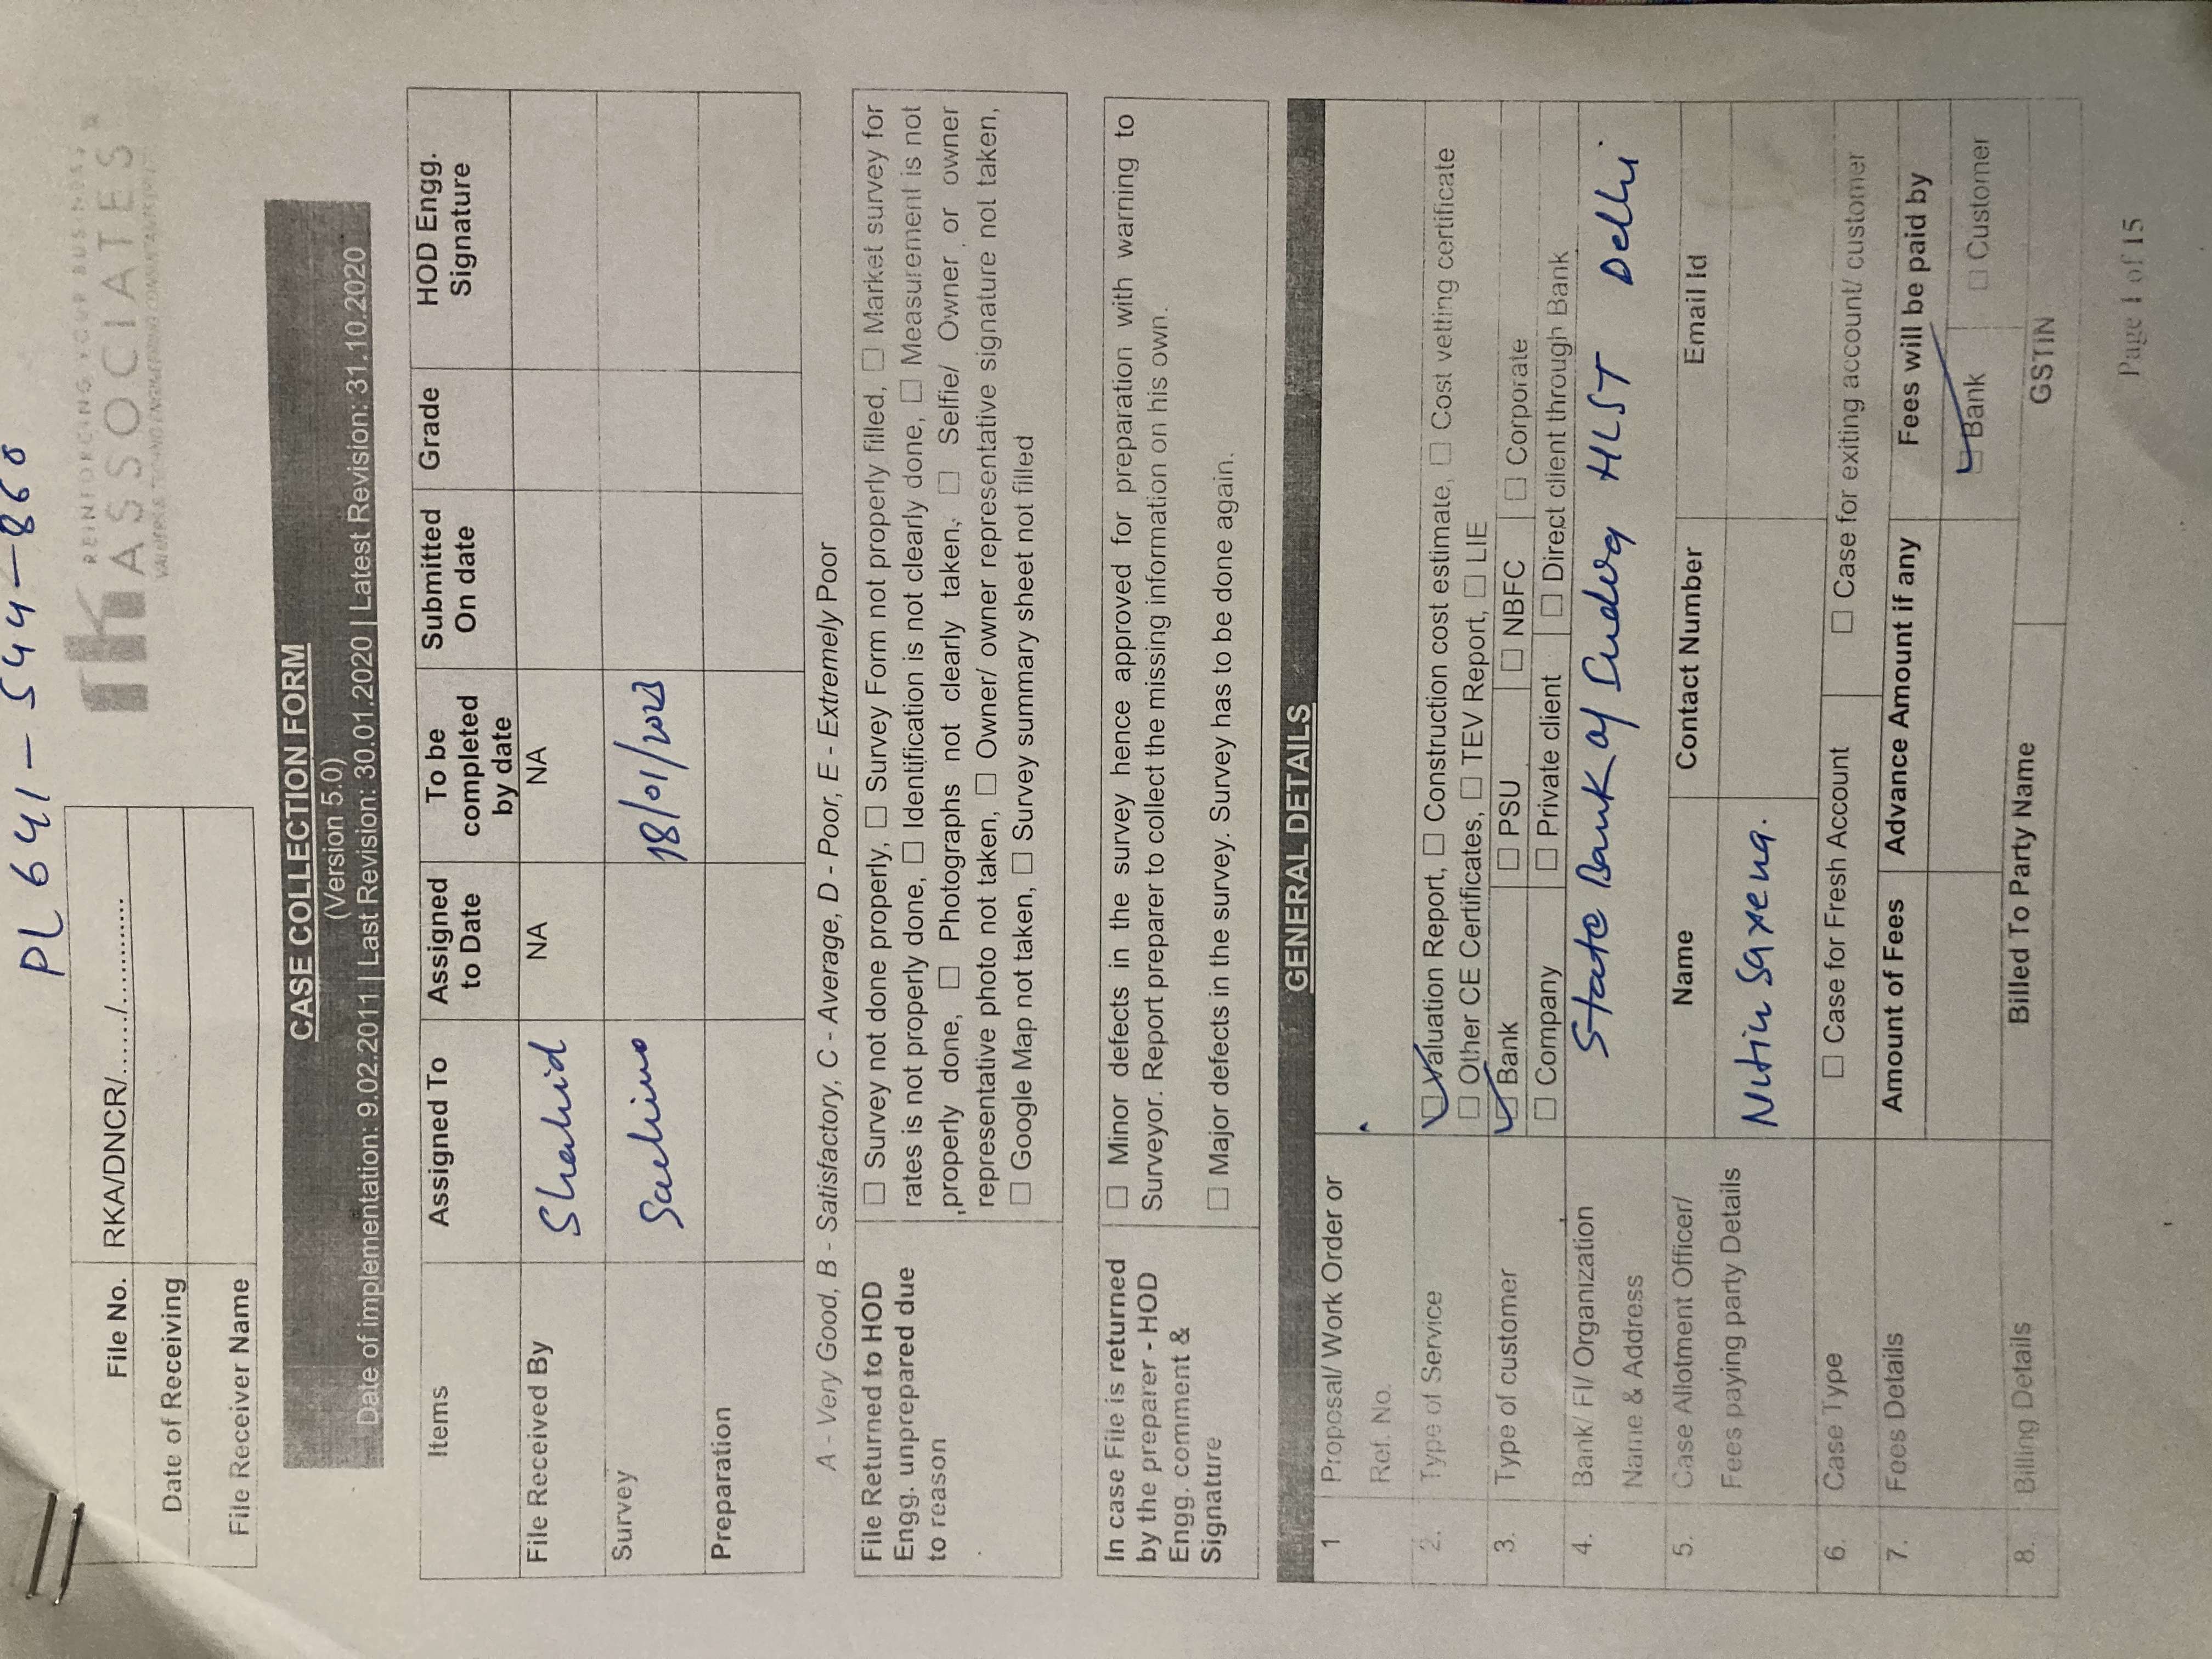 PL 641 - 544 - 860
File No. RKA/DNCR/......./............
Date of Receiving
File Receiver Name
REINFORCING YOUR BUSINESS
rK ASSOCIATES
CASE COLLECTION FORM
(Version 5.0)
Date of implementation: 9.02.2011 | Last Revision: 30.01.2020 | Latest Revision: 31.10.2020
Items Assigned To Assigned to Date To be completed by date Submitted On date Grade HOD Engg. Signature
File Received By Shahid NA NA
Survey 18/01/2023
Preparation
A - Very Good, B - Satisfactory, C - Average, D - Poor, E - Extremely Poor
File Returned to HOD Engg. unprepared due to reason
☐ Survey not done properly, ☐ Survey Form not properly filled, ☐ Market survey for
rates is not properly done, ☐ Identification is not clearly done, ☐ Measurement is not
properly done, ☐ Photographs not clearly taken, ☐ Selfie/ Owner or owner
representative photo not taken, ☐ Owner/ owner representative signature not taken,
☐ Google Map not taken, ☐ Survey summary sheet not filled
In case File is returned by the preparer - HOD Engg. comment & Signature
☐ Minor defects in the survey hence approved for preparation with warning to
Surveyor. Report preparer to collect the missing information on his own.
☐ Major defects in the survey. Survey has to be done again.
GENERAL DETAILS
1 Proposal/ Work Order or Ref. No.
2. Type of Service ☑ Valuation Report, ☐ Construction cost estimate, ☐ Cost vetting certificate
☐ Other CE Certificates, ☐ TEV Report, ☐ LIE
3. Type of customer ☑ Bank ☐ PSU ☐ NBFC ☐ Corporate
☐ Company ☐ Private client ☐ Direct client through Bank
4. Bank/ FI/ Organization Name & Address State Bank of India HLST Delhi
5. Case Allotment Officer/ Fees paying party Details Name Contact Number Email Id
Nitin Saxena.
6. Case Type ☐ Case for Fresh Account ☐ Case for exiting account/ customer
7. Fees Details Amount of Fees Advance Amount if any Fees will be paid by
☑ Bank ☐ Customer
8. Billing Details Billed To Party Name GSTIN
Page 1 of 15